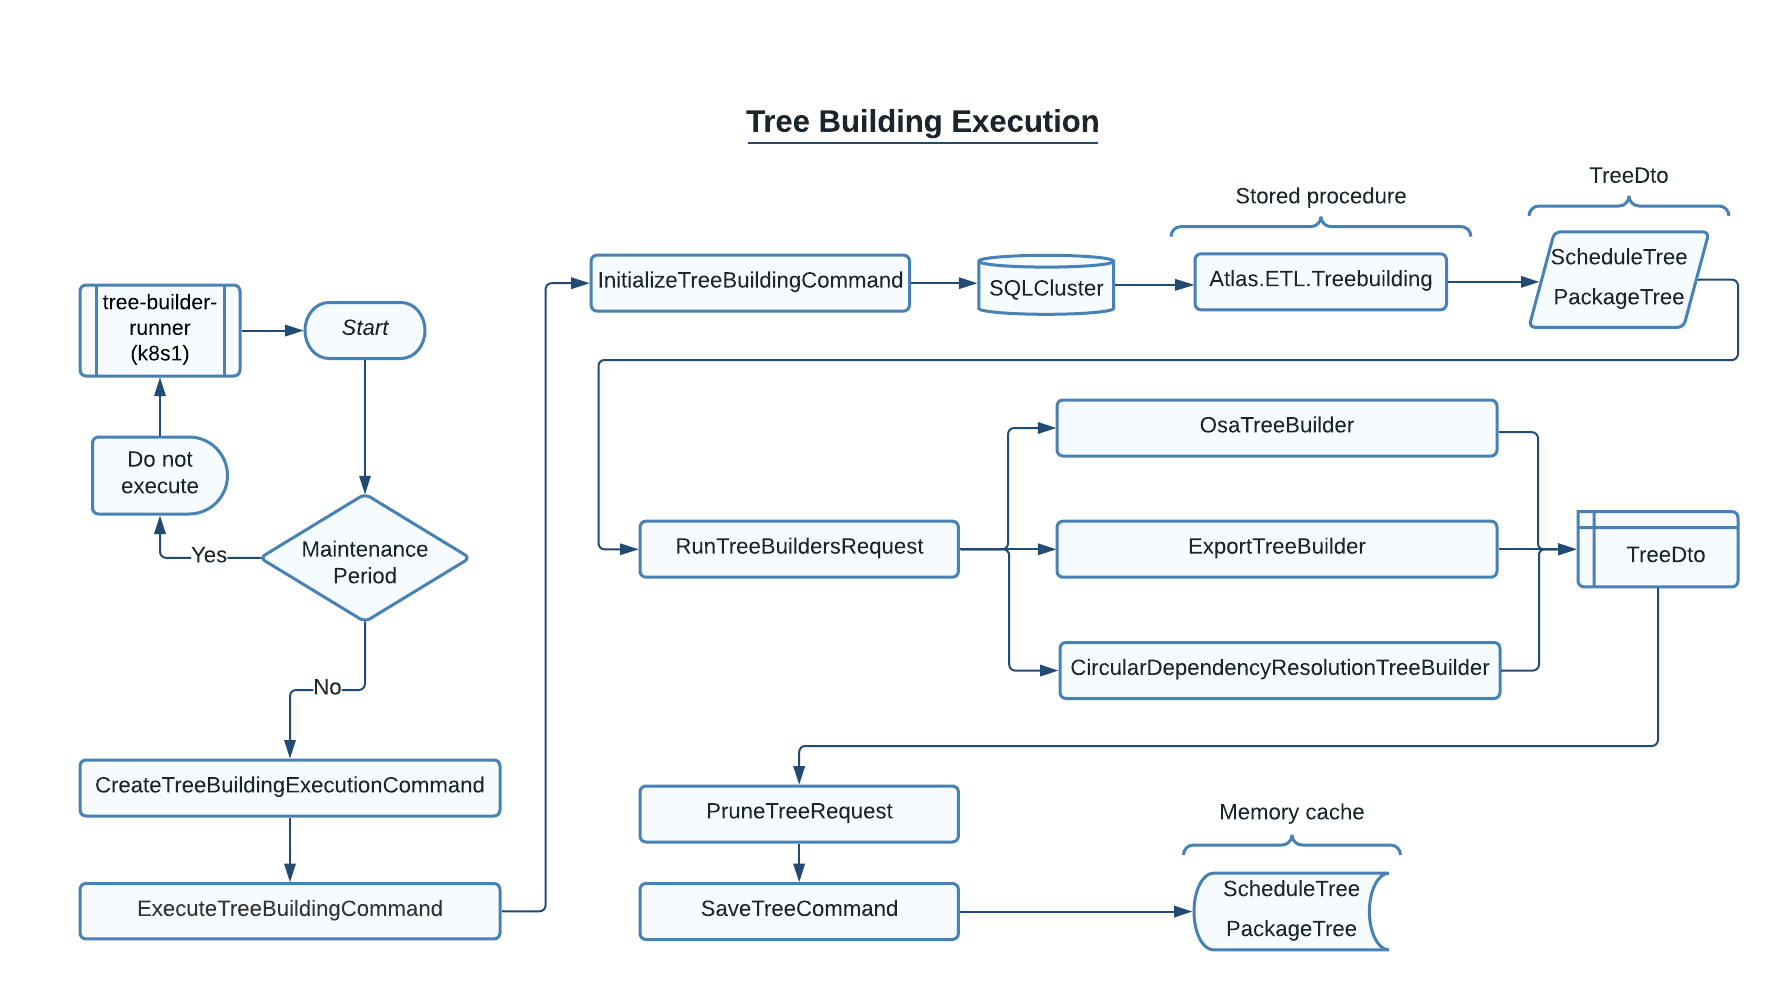 Tree Building Execution
tree-builder-
runner
(k8s1)
Start
Do not
execute
Yes
Maintenance
Period
No
CreateTreeBuildingExecutionCommand
ExecuteTreeBuildingCommand
InitializeTreeBuildingCommand
SQLCluster
Stored procedure
Atlas.ETL.Treebuilding
TreeDto
ScheduleTree
PackageTree
RunTreeBuildersRequest
OsaTreeBuilder
ExportTreeBuilder
CircularDependencyResolutionTreeBuilder
TreeDto
PruneTreeRequest
SaveTreeCommand
Memory cache
ScheduleTree
PackageTree